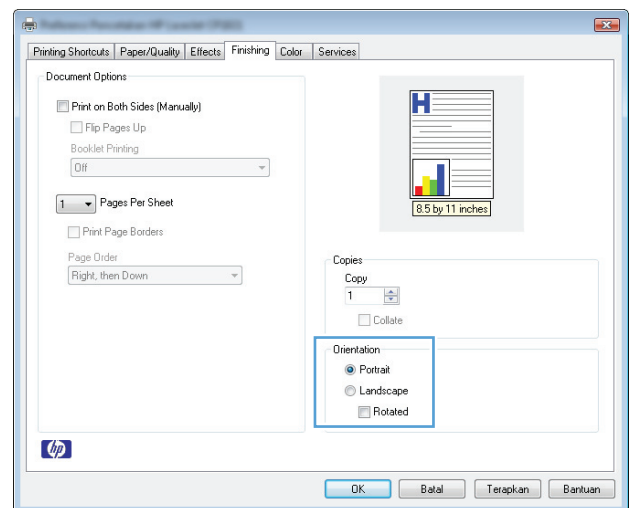 Printing Shortcuts Paper/Quality Effects Finishing Color Services
Document Options
Print on Both Sides (Manually)
Flip Pages Up
Booklet Printing
Off
1 Pages Per Sheet
Print Page Borders
Page Order
Right, then Down
H
8.5 by 11 inches
Copies
Copy
1
Collate
Orientation
Portrait
Landscape
Rotated
hp
OK Batal Terapkan Bantuan